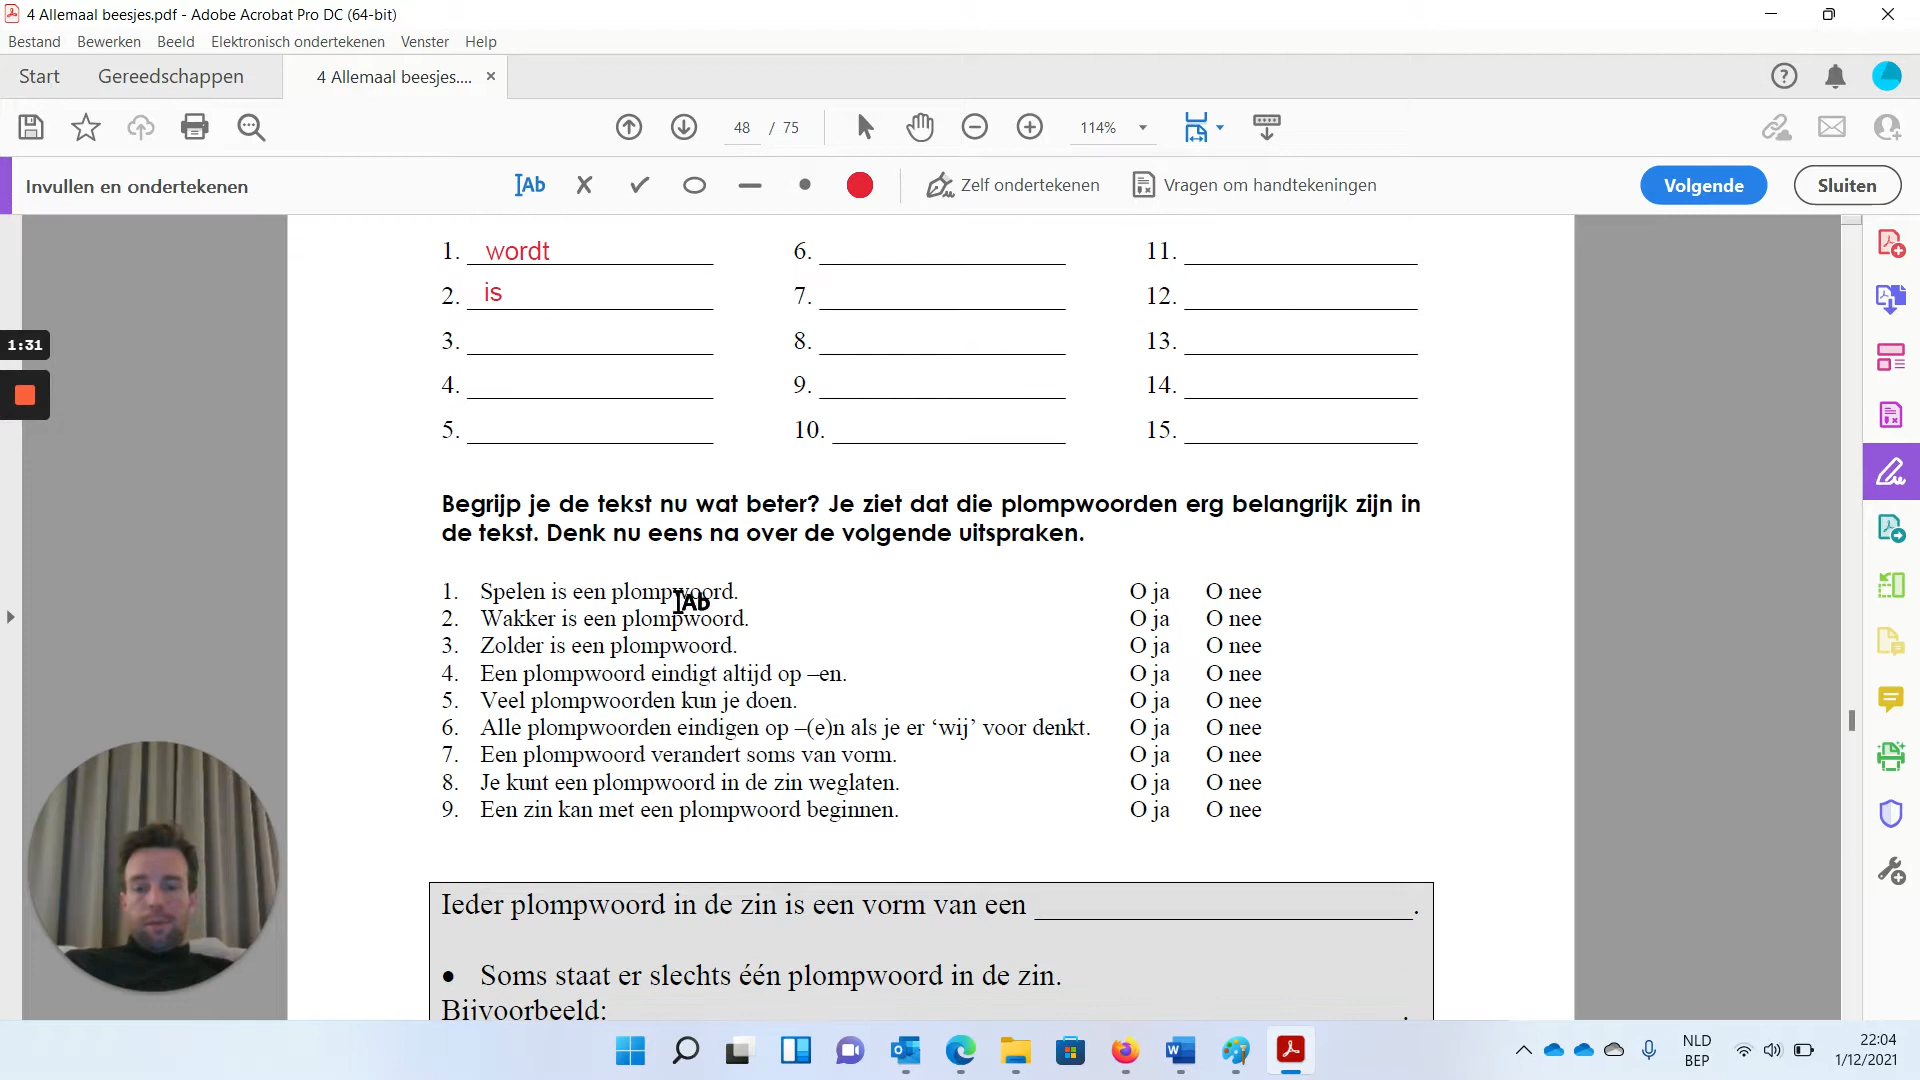 4 Allemaal beesjes.pdf - Adobe Acrobat Pro DC (64-bit)
Bestand Bewerken Beeld Elektronisch ondertekenen Venster Help
Start Gereedschappen 4 Allemaal beesjes....
48 / 75 114%
Invullen en ondertekenen Ab Zelf ondertekenen Vragen om handtekeningen Volgende Sluiten
1. wordt 6. 11.
2. is 7. 12.
1:31
3. 8. 13.
4. 9. 14.
5. 10. 15.
Begrijp je de tekst nu wat beter? Je ziet dat die plompwoorden erg belangrijk zijn in
de tekst. Denk nu eens na over de volgende uitspraken.
1. Spelen is een plompwoord. O ja O nee
Ab
2. Wakker is een plompwoord. O ja O nee
3. Zolder is een plompwoord. O ja O nee
4. Een plompwoord eindigt altijd op –en. O ja O nee
5. Veel plompwoorden kun je doen. O ja O nee
6. Alle plompwoorden eindigen op –(e)n als je er ‘wij’ voor denkt. O ja O nee
7. Een plompwoord verandert soms van vorm. O ja O nee
8. Je kunt een plompwoord in de zin weglaten. O ja O nee
9. Een zin kan met een plompwoord beginnen. O ja O nee
Ieder plompwoord in de zin is een vorm van een ____________________.
• Soms staat er slechts één plompwoord in de zin.
Bijvoorbeeld: ____________________.
NLD 22:04
BEP 1/12/2021